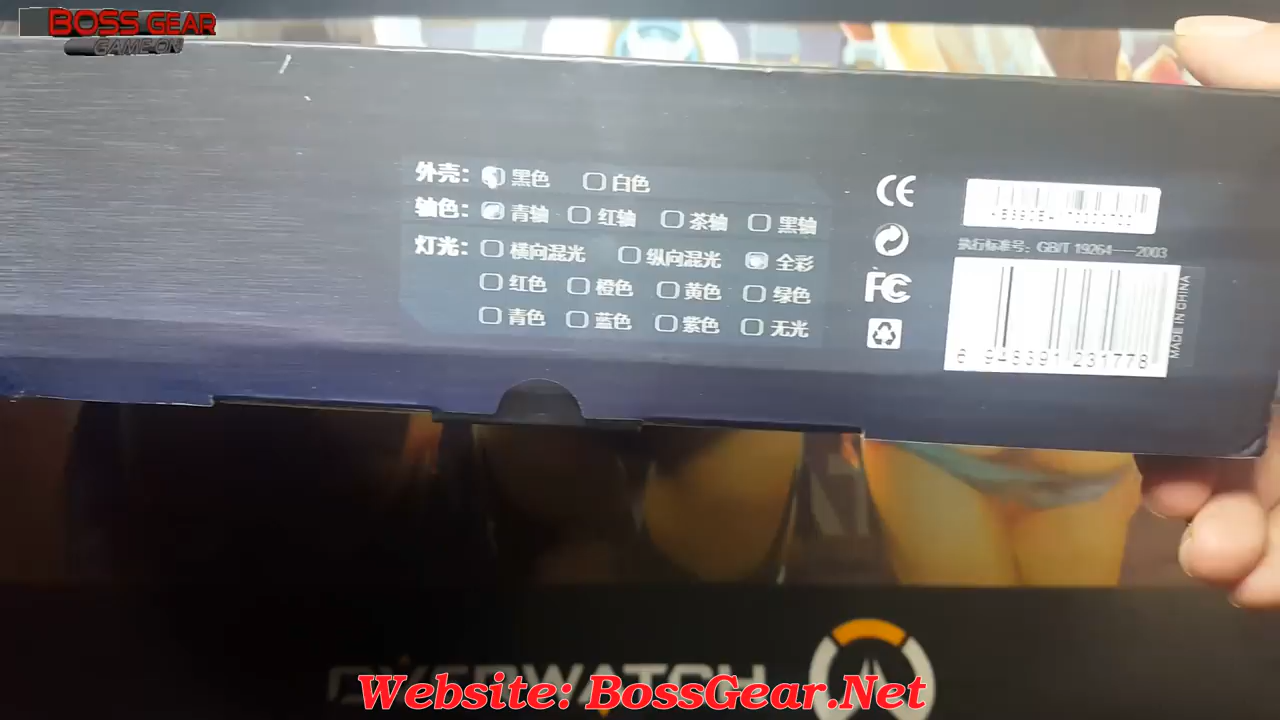 BOSS GEAR
GAME ON
外壳: 黑色 白色
轴色: 青轴 红轴 茶轴 黑轴
灯光: 横向混光 纵向混光 全彩
红色 橙色 黄色 绿色
青色 蓝色 紫色 无光
CE
FC
执行标准号: GB/T 19264—2003
6 948391 231778
MADE IN CHINA
OVERWATCH
Website: BossGear.Net